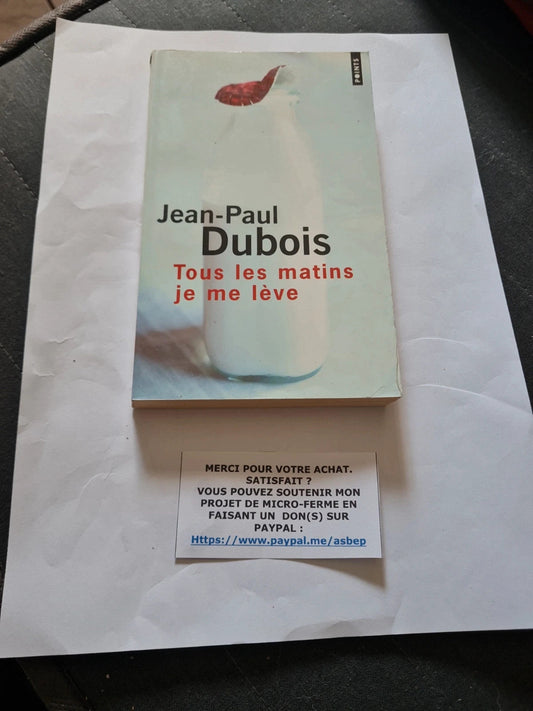 POINTS
Jean-Paul
Dubois
Tous les matins
je me lève
MERCI POUR VOTRE ACHAT.
SATISFAIT ?
VOUS POUVEZ SOUTENIR MON
PROJET DE MICRO-FERME EN
FAISANT UN DON(S) SUR
PAYPAL :
Https://www.paypal.me/asbep